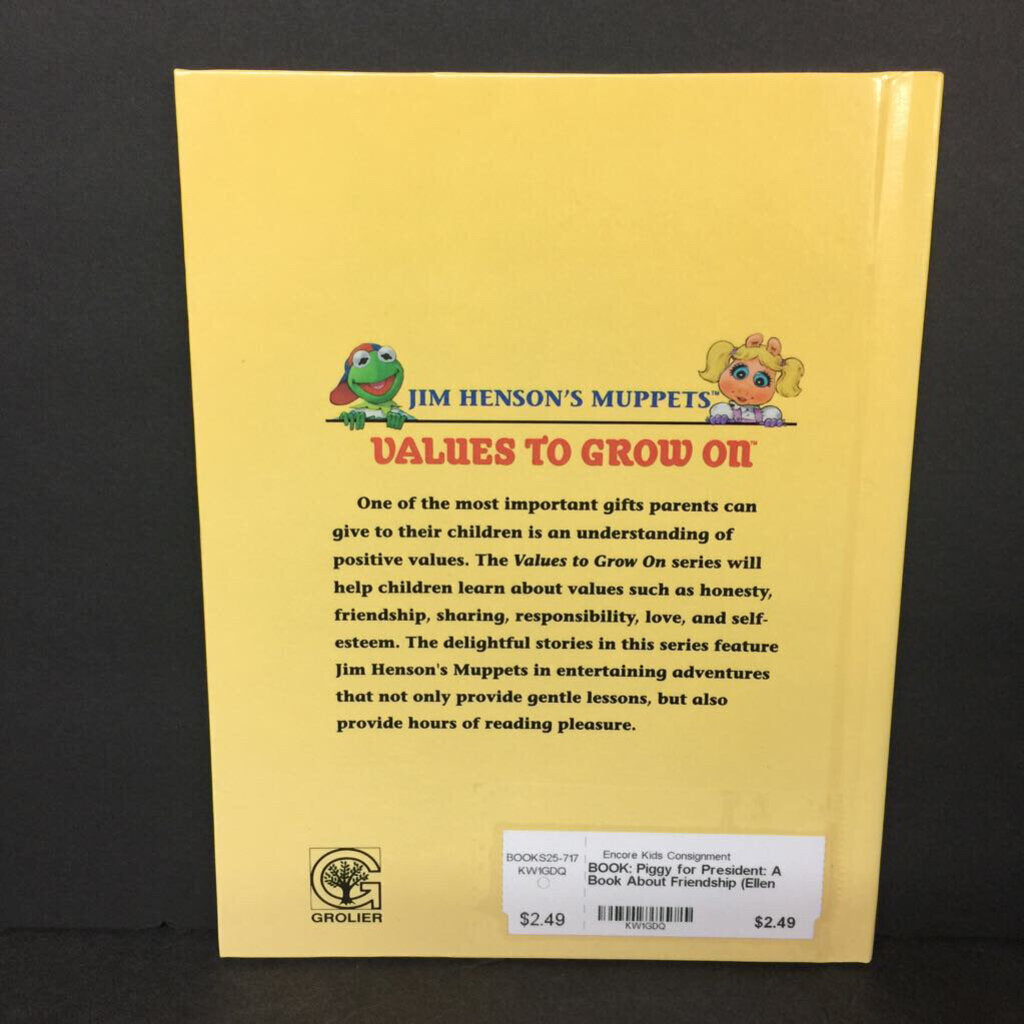 JIM HENSON'S MUPPETS™
VALUES TO GROW ON™
One of the most important gifts parents can
give to their children is an understanding of
positive values. The Values to Grow On series will
help children learn about values such as honesty,
friendship, sharing, responsibility, love, and self-
esteem. The delightful stories in this series feature
Jim Henson's Muppets in entertaining adventures
that not only provide gentle lessons, but also
provide hours of reading pleasure.
G
GROLIER
BOOKS25-717
KW1GDQ
$2.49
Encore Kids Consignment
BOOK: Piggy for President: A
Book About Friendship (Ellen
KW1GDQ
$2.49